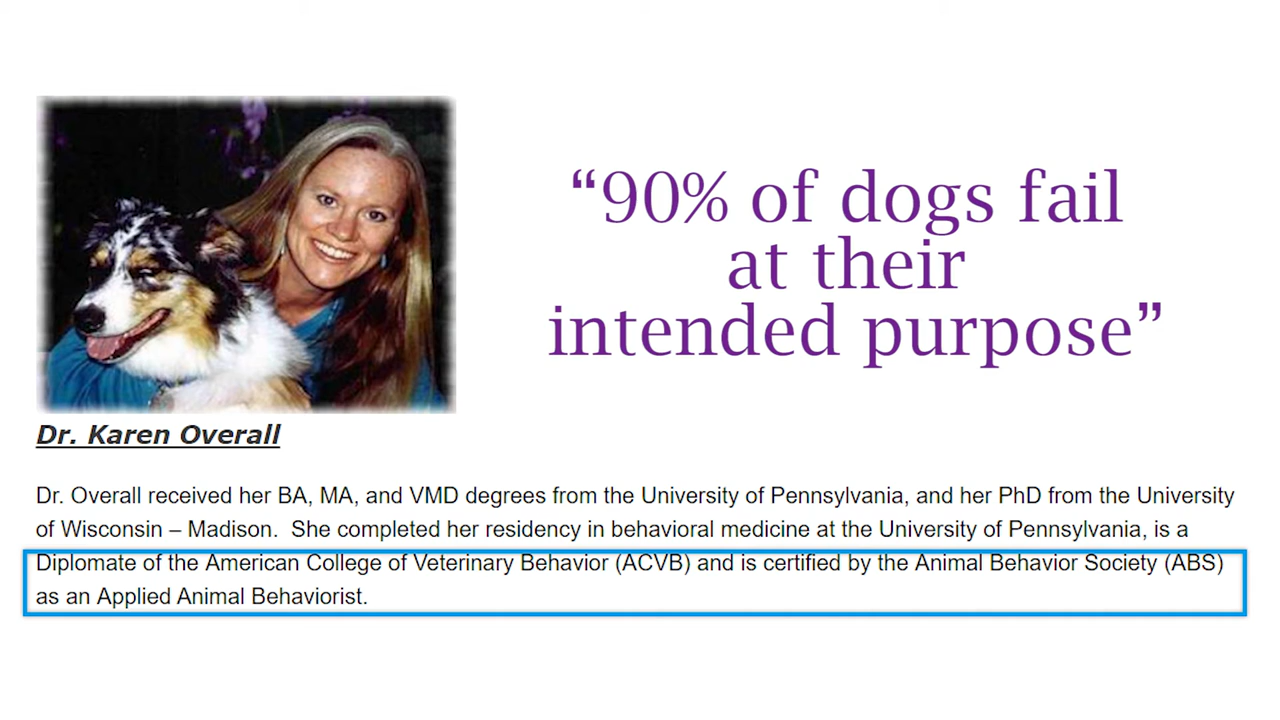 “90% of dogs fail
at their
intended purpose”
Dr. Karen Overall
Dr. Overall received her BA, MA, and VMD degrees from the University of Pennsylvania, and her PhD from the University
of Wisconsin – Madison.  She completed her residency in behavioral medicine at the University of Pennsylvania, is a
Diplomate of the American College of Veterinary Behavior (ACVB) and is certified by the Animal Behavior Society (ABS)
as an Applied Animal Behaviorist.